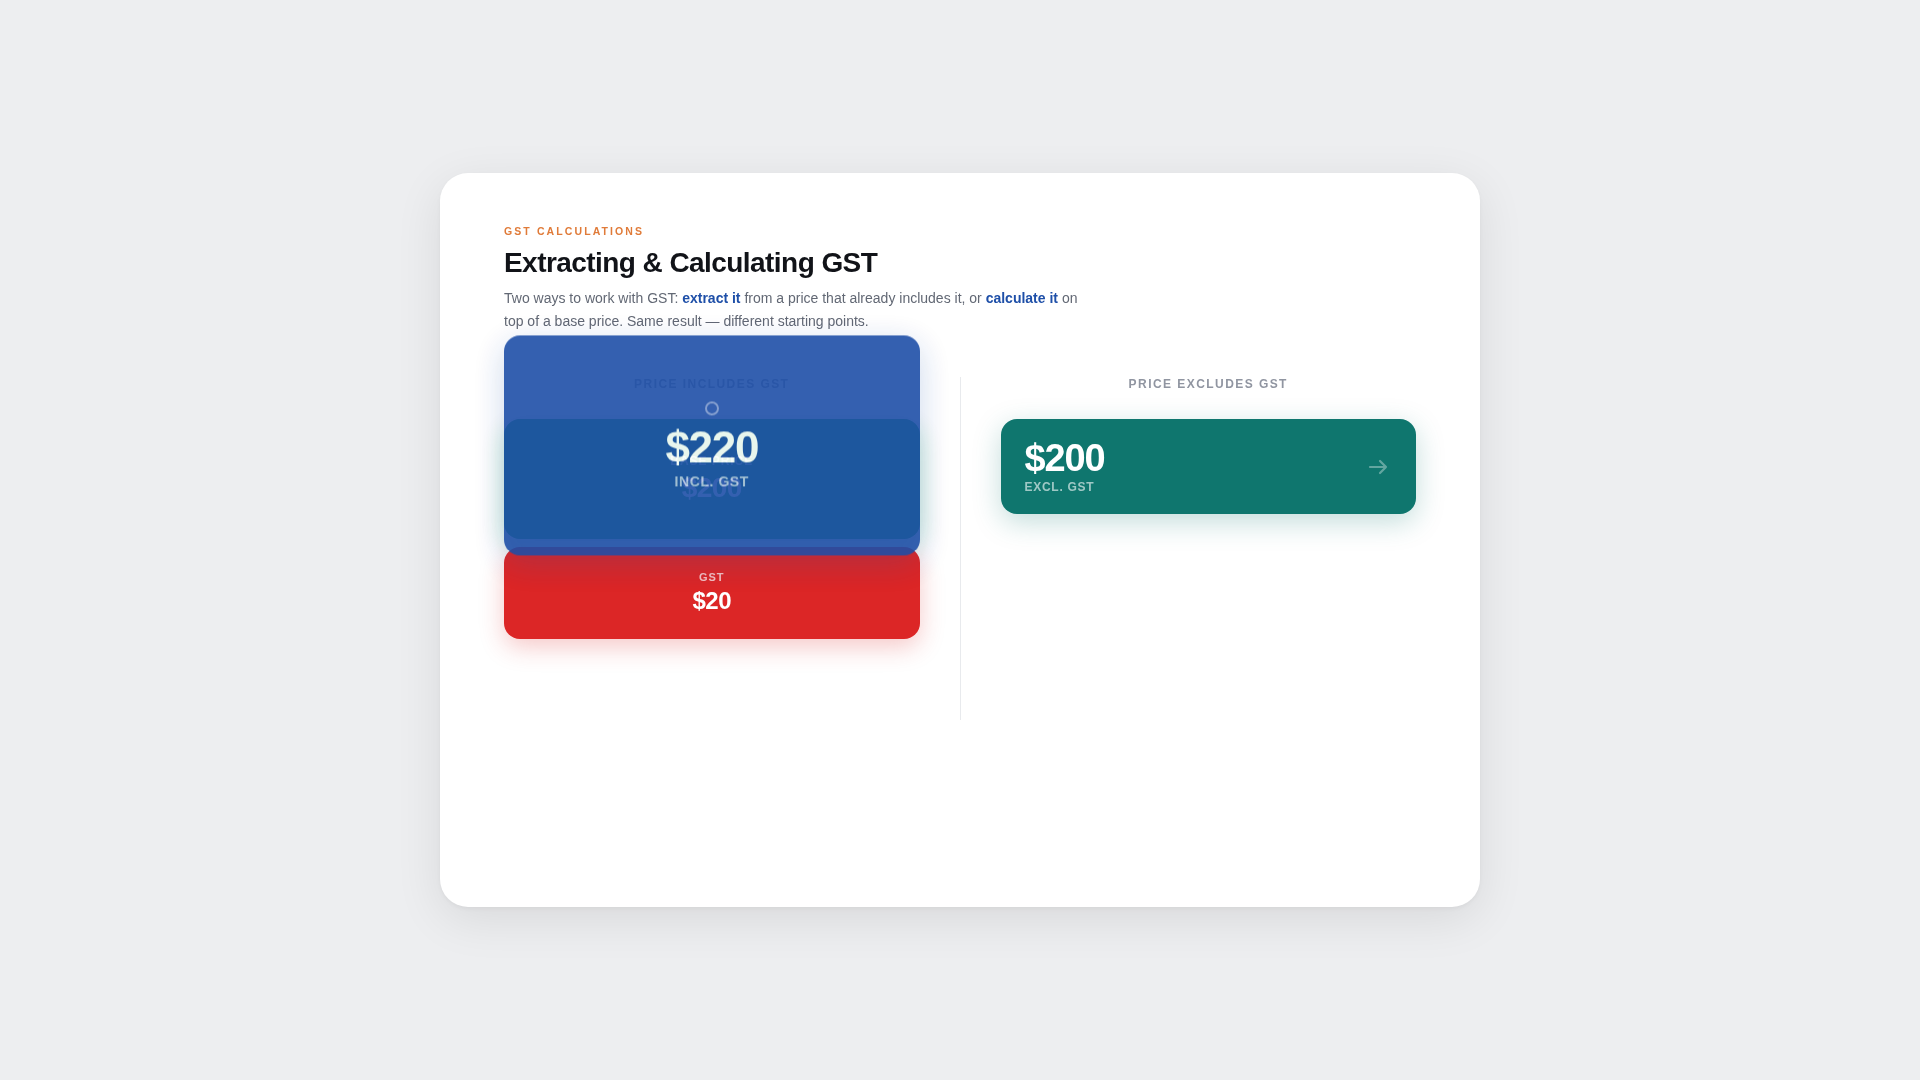 GST CALCULATIONS
Extracting & Calculating GST
Two ways to work with GST: extract it from a price that already includes it, or calculate it on
top of a base price. Same result — different starting points.
PRICE INCLUDES GST
$220
INCL. GST
$200
GST
$20
PRICE EXCLUDES GST
$200
EXCL. GST